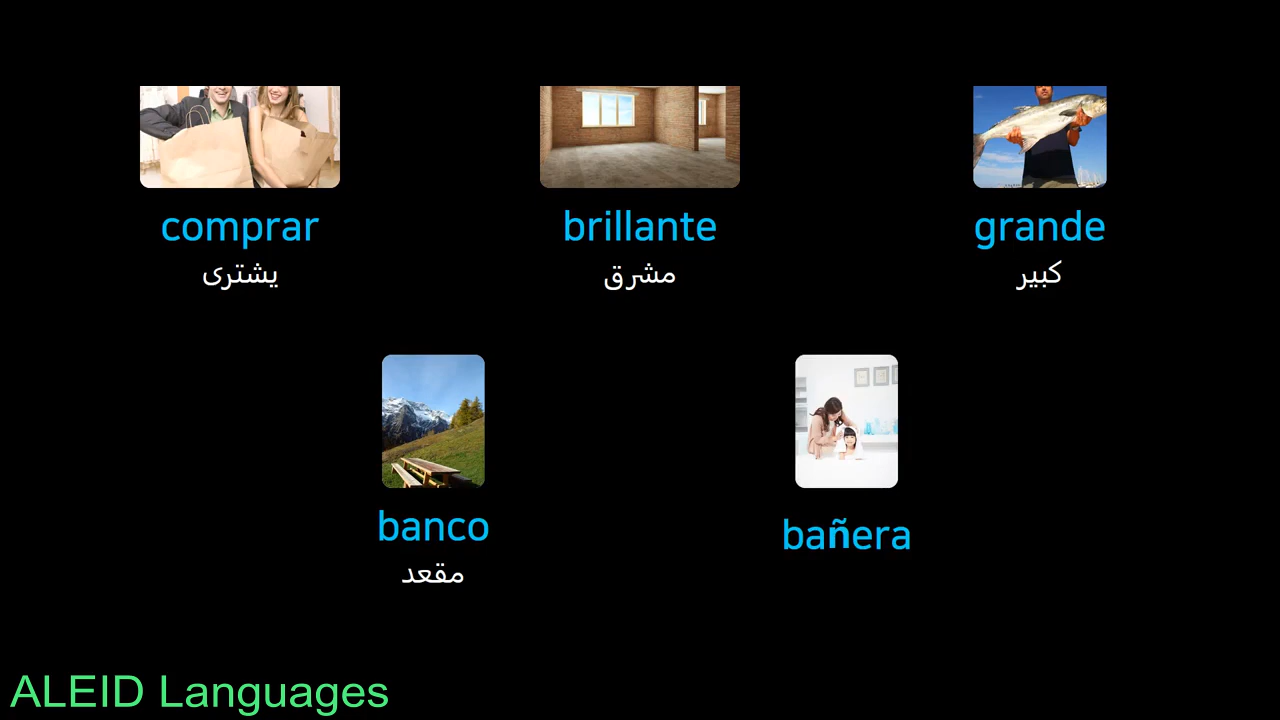 comprar
يشترى
brillante
مشرق
grande
كبير
banco
مقعد
bañera
ALEID Languages